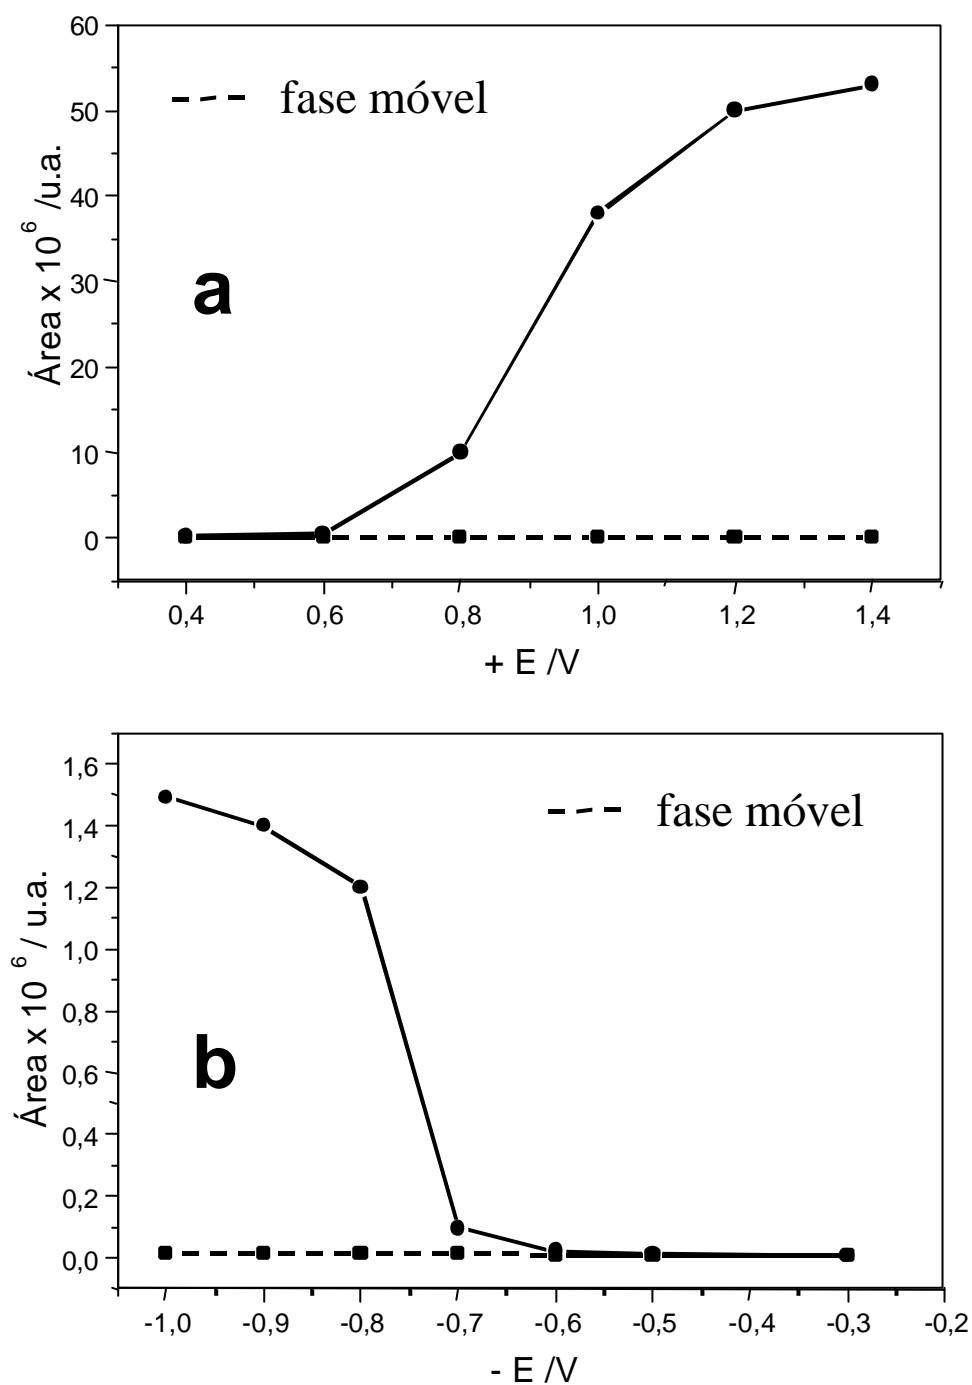 60
fase móvel
50
40
30
20
10
0
Área x 10 6 /u.a.
a
0,4 0,6 0,8 1,0 1,2 1,4
+ E /V
1,6
fase móvel
1,4
1,2
1,0
0,8
0,6
0,4
0,2
0,0
Área x 10 6 / u.a.
b
-1,0 -0,9 -0,8 -0,7 -0,6 -0,5 -0,3 -0,2
- E /V